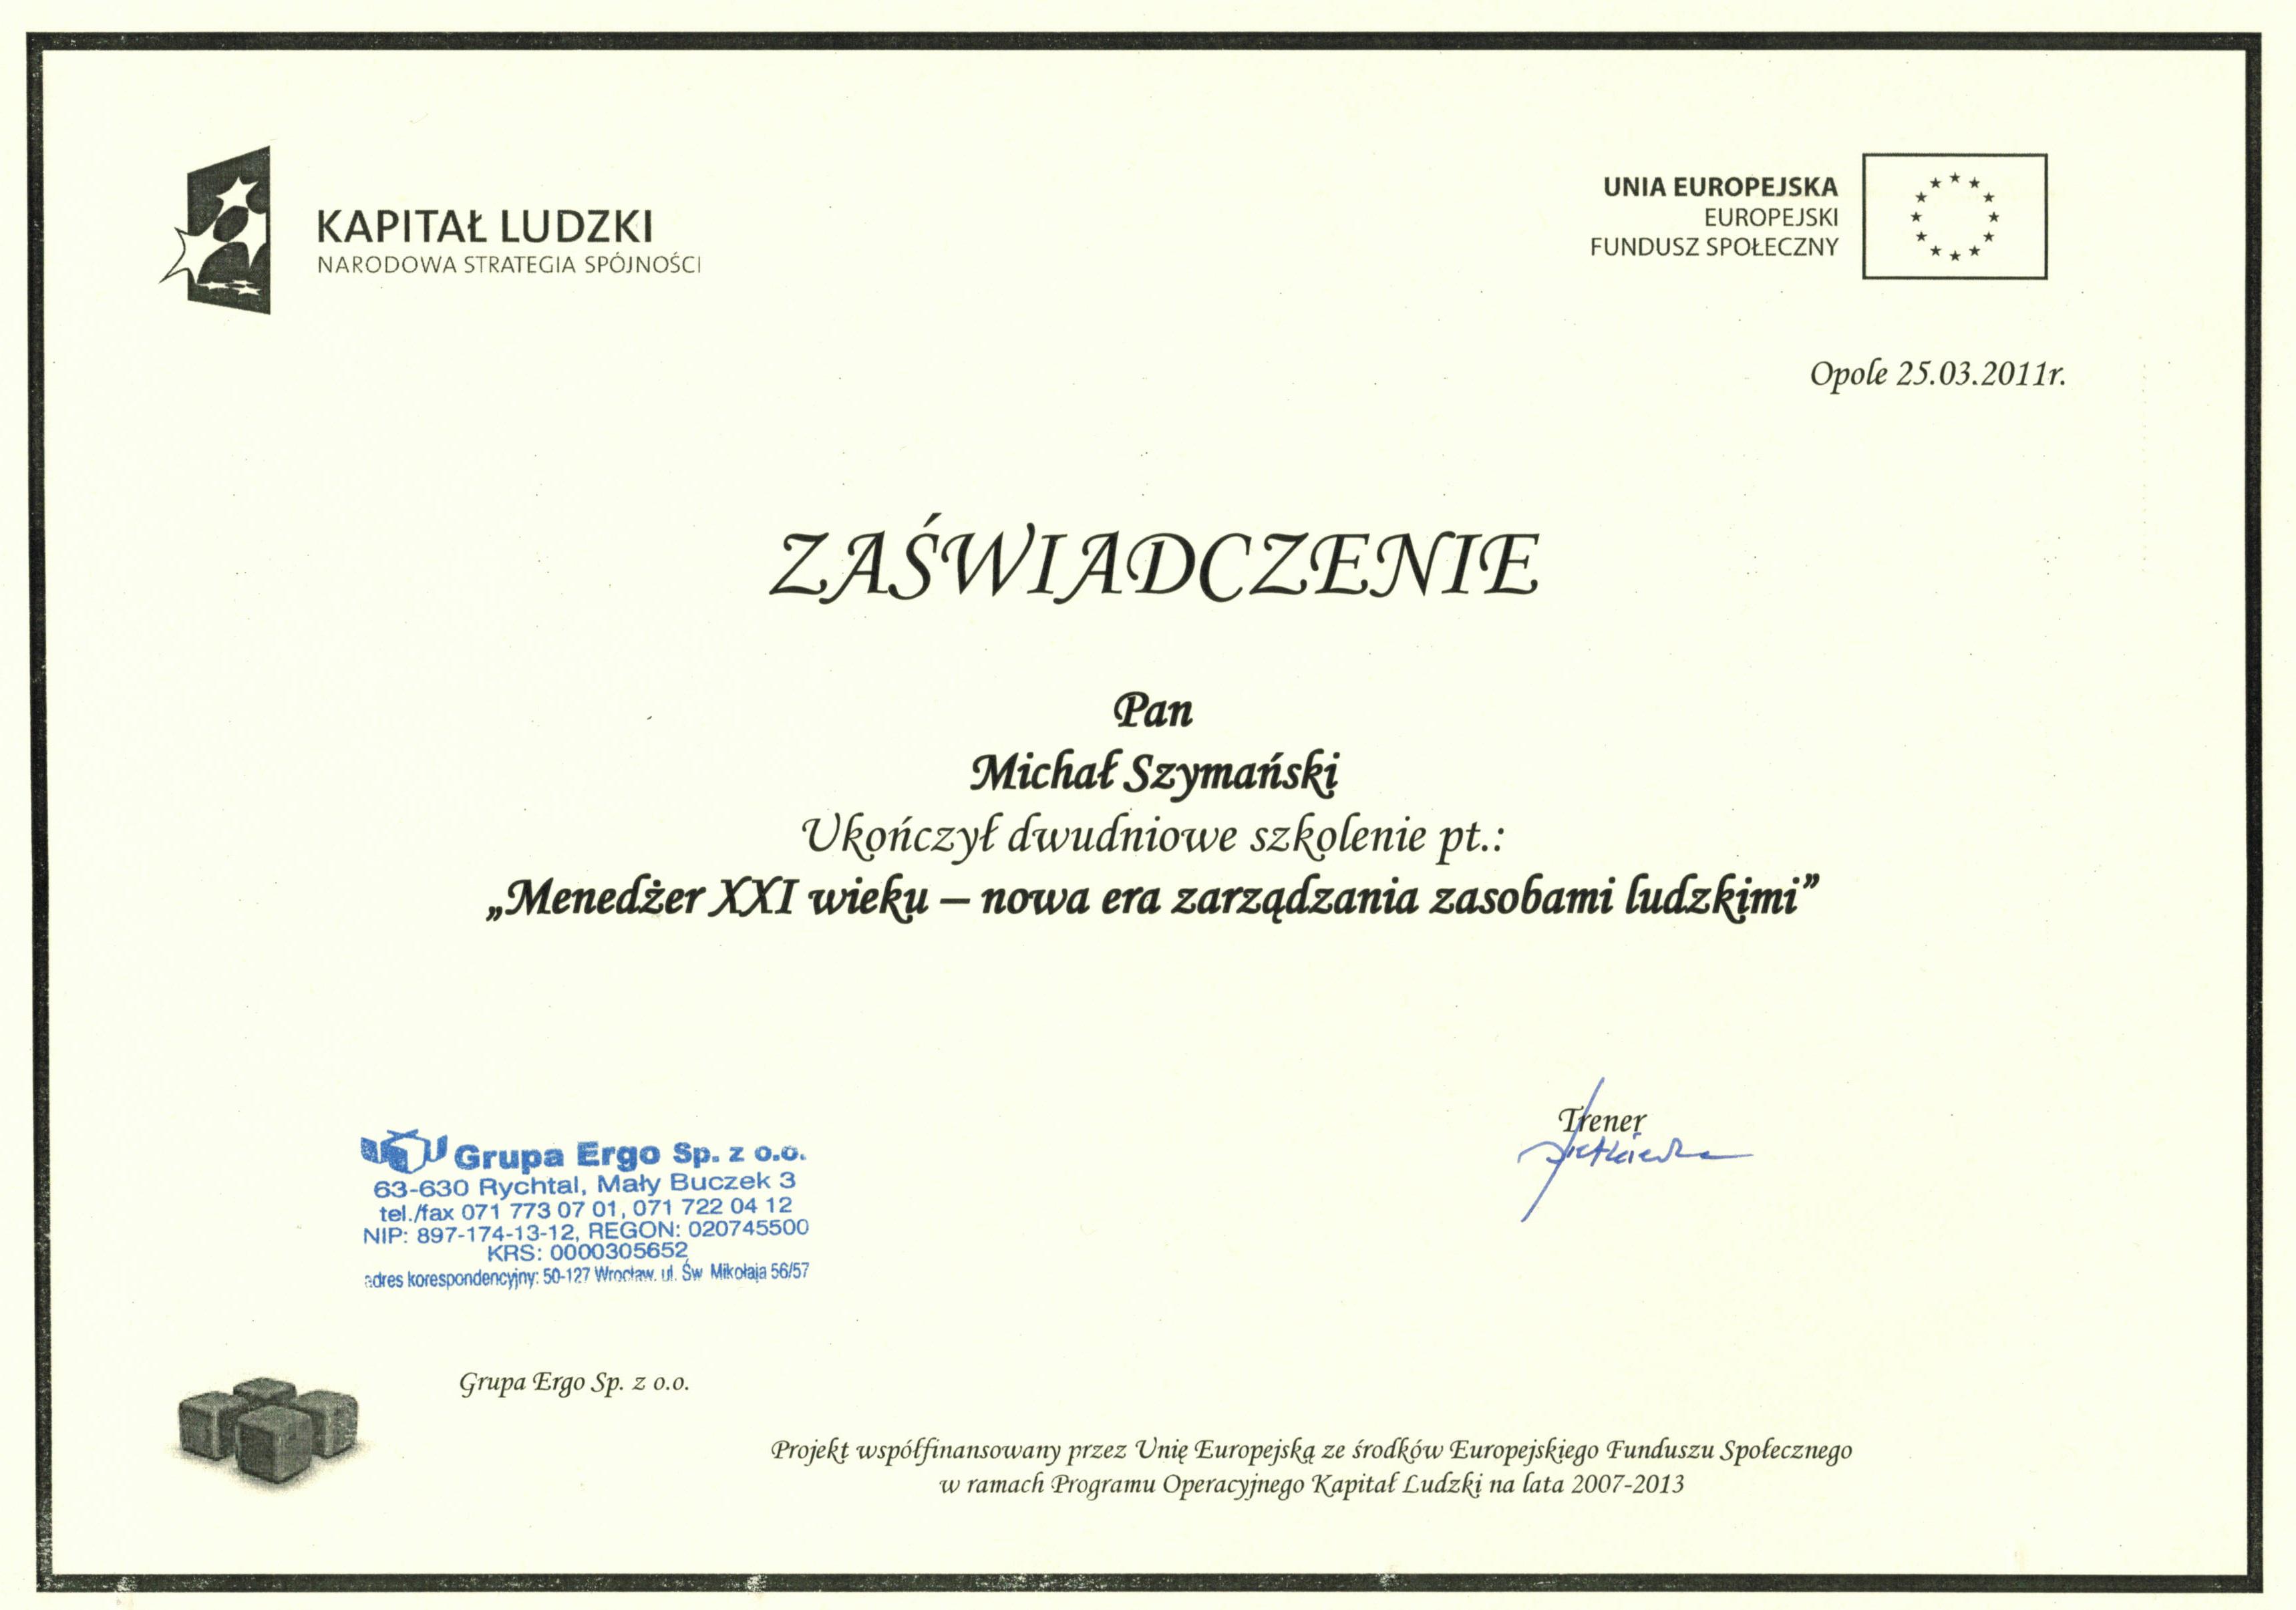 KAPITAŁ LUDZKI
NARODOWA STRATEGIA SPÓJNOŚCI
UNIA EUROPEJSKA
EUROPEJSKI
FUNDUSZ SPOŁECZNY
Opole 25.03.2011r.
ZAŚWIADCZENIE
Pan
Michał Szymański
Ukończył dwudniowe szkolenie pt.:
„Menedżer XXI wieku – nowa era zarządzania zasobami ludzkimi”
Trener
Grupa Ergo Sp. z o.o.
63-630 Rychtal, Mały Buczek 3
tel./fax 071 773 07 01, 071 722 04 12
NIP: 897-174-13-12, REGON: 020745500
KRS: 0000305652
adres korespondencyjny: 50-127 Wrocław, ul. Św Mikołaja 56/57
Grupa Ergo Sp. z o.o.
Projekt współfinansowany przez Unię Europejską ze środków Europejskiego Funduszu Społecznego
w ramach Programu Operacyjnego Kapitał Ludzki na lata 2007-2013